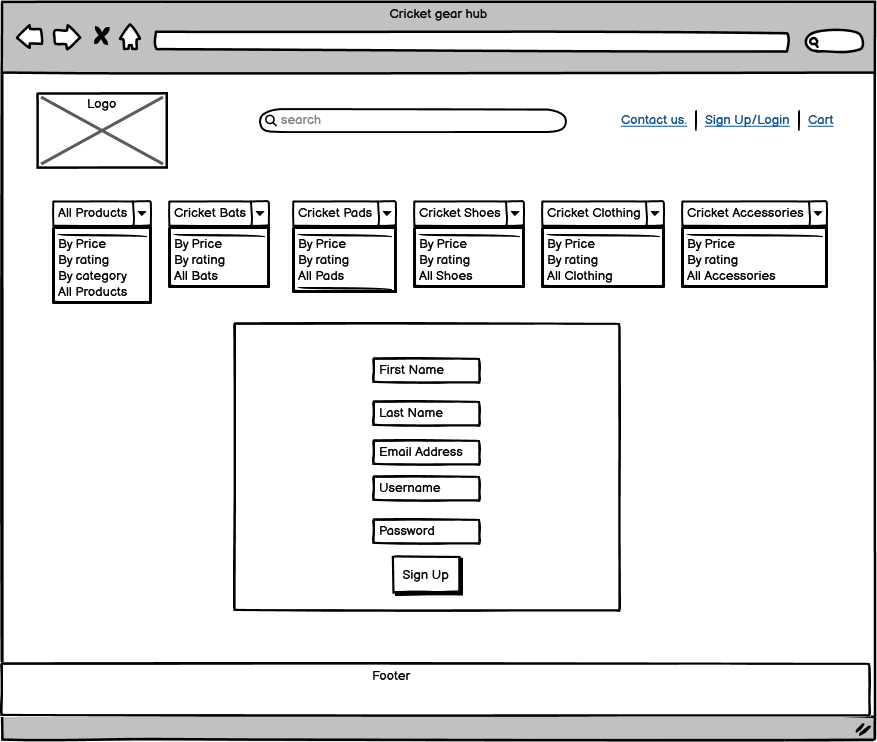 Cricket gear hub
Logo
search
Contact us.
Sign Up/Login
Cart
All Products
By Price
By rating
By category
All Products
Cricket Bats
By Price
By rating
All Bats
Cricket Pads
By Price
By rating
All Pads
Cricket Shoes
By Price
By rating
All Shoes
Cricket Clothing
By Price
By rating
All Clothing
Cricket Accessories
By Price
By rating
All Accessories
First Name
Last Name
Email Address
Username
Password
Sign Up
Footer